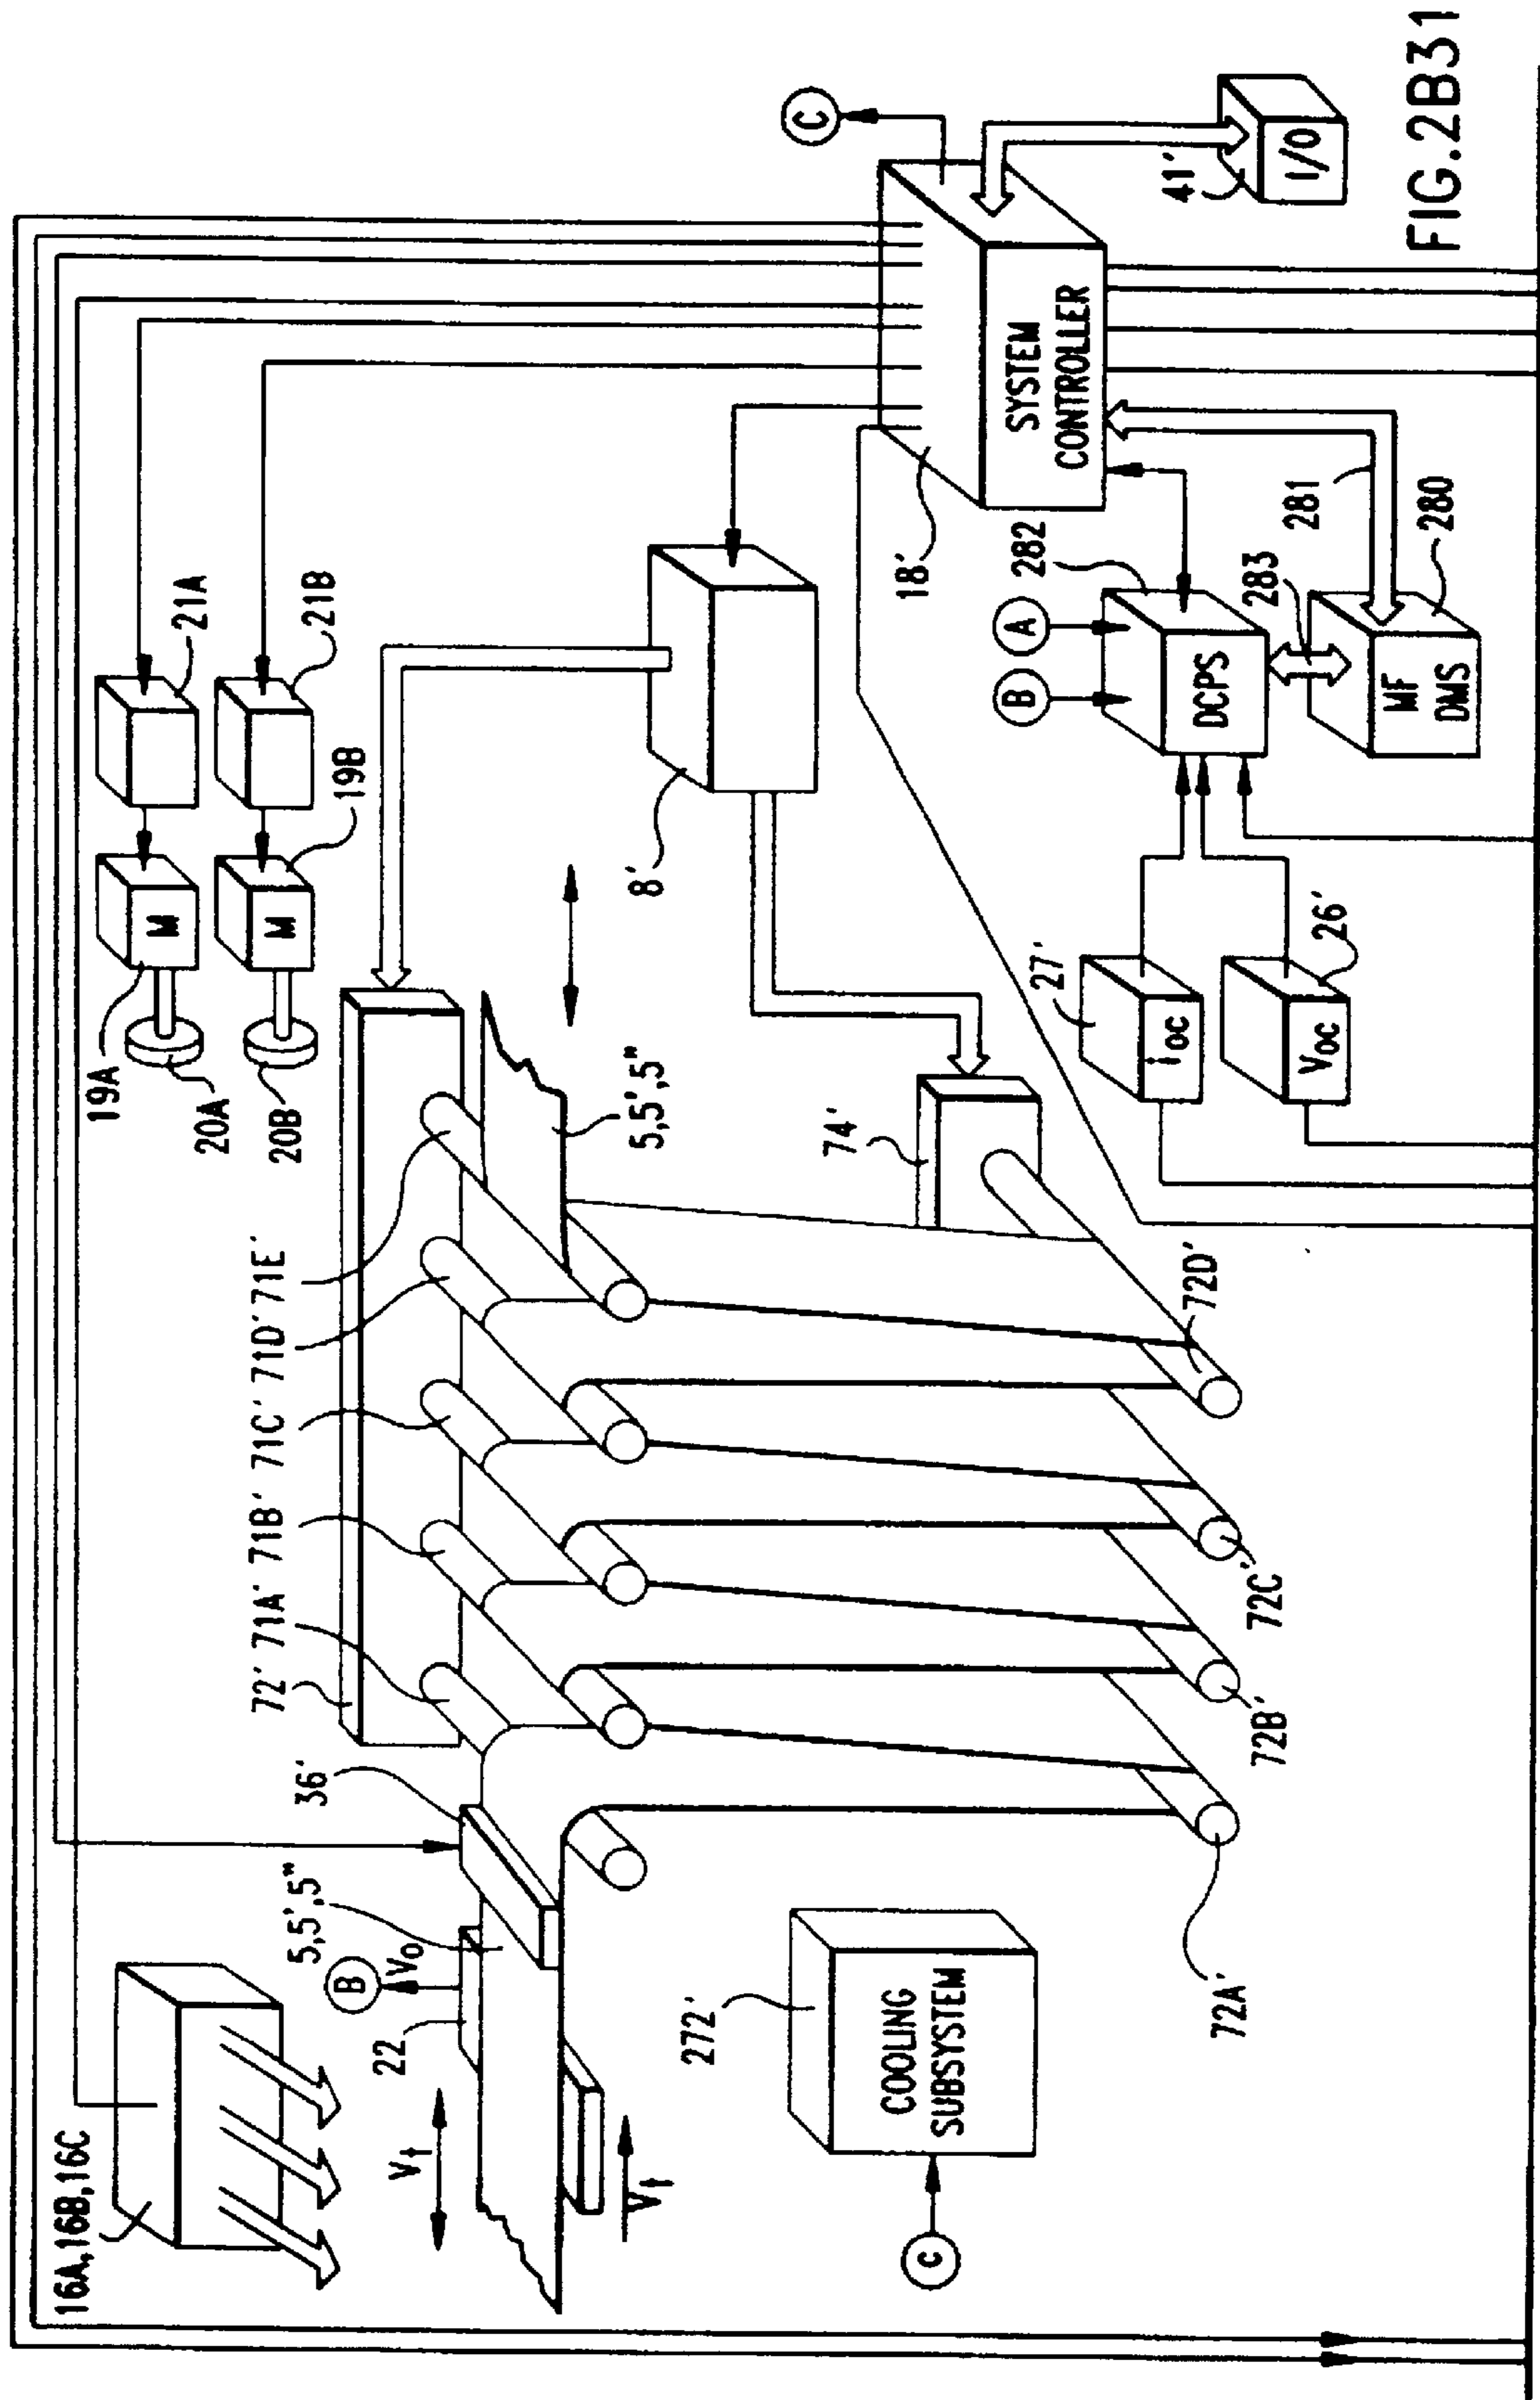 16A,16B,16C
19A
M
21A
20A
M
21B
20B
19B
72' 71A' 71B' 71C' 71D' 71E'
36'
5,5',5"
B
V₀
22
Vt
Vt
5,5',5"
8'
272'
COOLING
SUBSYSTEM
C
74'
72A'
72B'
72C'
72D'
C
18'
SYSTEM
CONTROLLER
41'
I/O
A
B
282
DCPS
283
281
MF
DMS
280
27'
iOC
26'
VOC
FIG.2B31